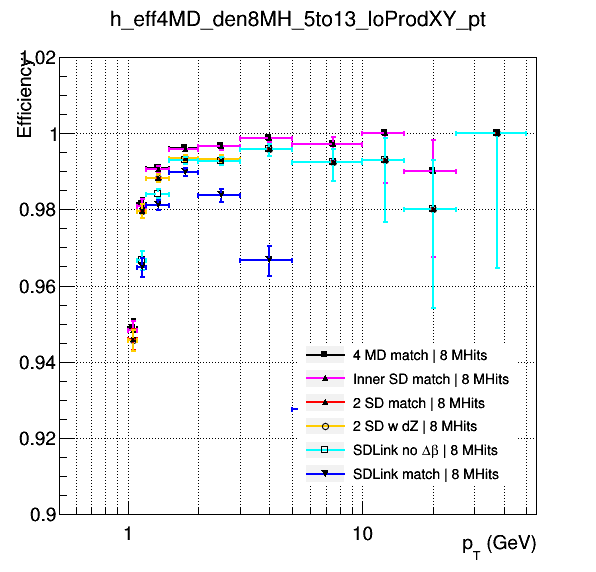 h_eff4MD_den8MH_5to13_loProdXY_pt
Efficiency
1.02
1
0.98
0.96
0.94
0.92
0.9
4 MD match | 8 MHits
Inner SD match | 8 MHits
2 SD match | 8 MHits
2 SD w dZ | 8 MHits
SDLink no Δβ | 8 MHits
SDLink match | 8 MHits
1
10
p_T (GeV)